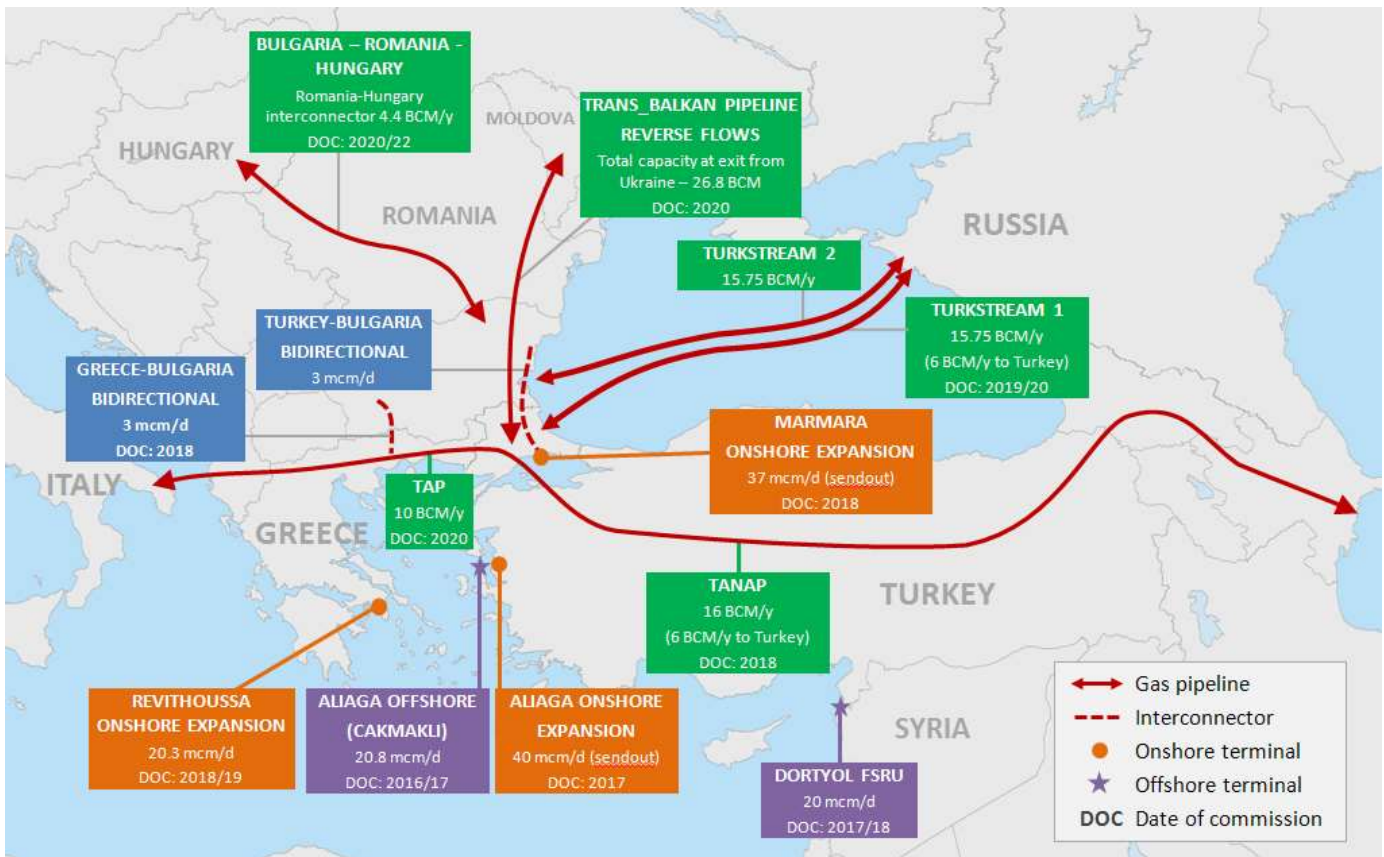 BULGARIA – ROMANIA -
HUNGARY
Romania-Hungary
interconnector 4.4 BCM/y
DOC: 2020/22
TRANS_BALKAN PIPELINE
REVERSE FLOWS
Total capacity at exit from
Ukraine – 26.8 BCM
DOC: 2020
MOLDOVA
HUNGARY
ROMANIA
RUSSIA
TURKSTREAM 2
15.75 BCM/y
TURKSTREAM 1
15.75 BCM/y
(6 BCM/y to Turkey)
DOC: 2019/20
TURKEY-BULGARIA
BIDIRECTIONAL
3 mcm/d
GREECE-BULGARIA
BIDIRECTIONAL
3 mcm/d
DOC: 2018
MARMARA
ONSHORE EXPANSION
37 mcm/d (sendout)
DOC: 2018
ITALY
TAP
10 BCM/y
DOC: 2020
GREECE
TANAP
16 BCM/y
(6 BCM/y to Turkey)
DOC: 2018
TURKEY
REVITHOUSSA
ONSHORE EXPANSION
20.3 mcm/d
DOC: 2018/19
ALIAGA OFFSHORE
(CAKMAKLI)
20.8 mcm/d
DOC: 2016/17
ALIAGA ONSHORE
EXPANSION
40 mcm/d (sendout)
DOC: 2017
SYRIA
DORTYOL FSRU
20 mcm/d
DOC: 2017/18
Gas pipeline
Interconnector
Onshore terminal
Offshore terminal
DOC Date of commission